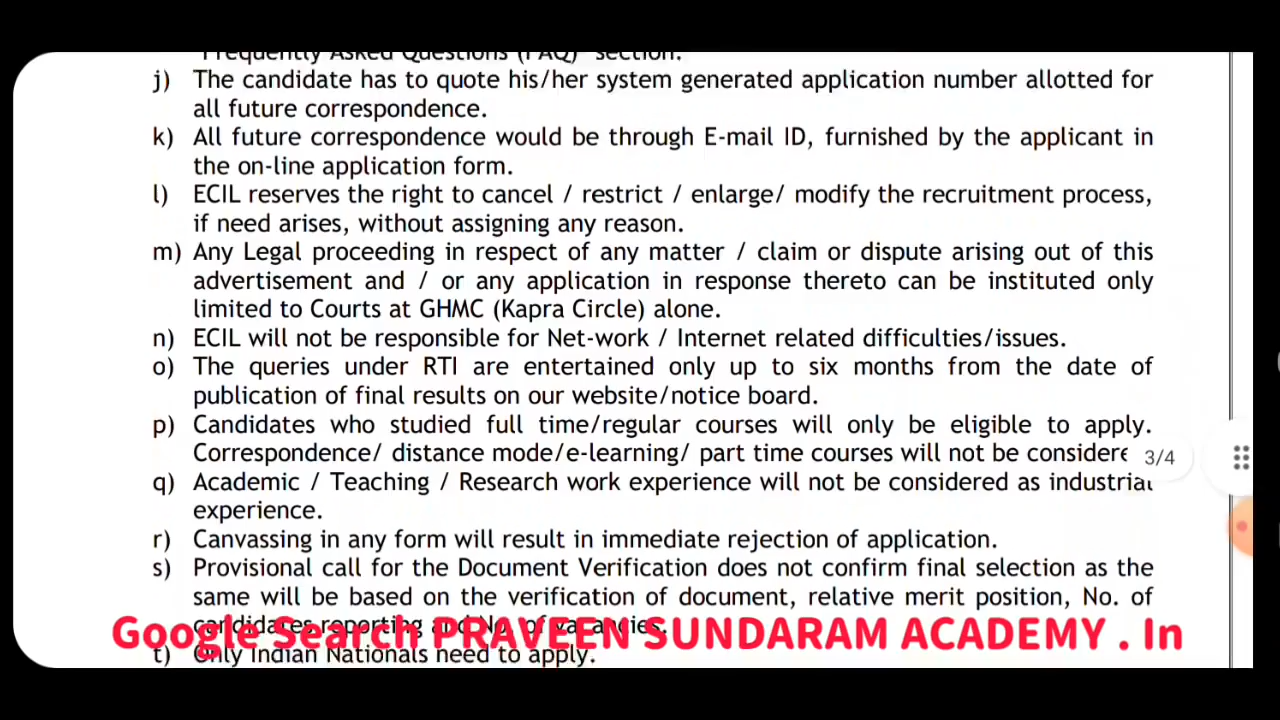 "Frequently Asked Questions (FAQ)" section.
j) The candidate has to quote his/her system generated application number allotted for
all future correspondence.
k) All future correspondence would be through E-mail ID, furnished by the applicant in
the on-line application form.
l) ECIL reserves the right to cancel / restrict / enlarge/ modify the recruitment process,
if need arises, without assigning any reason.
m) Any Legal proceeding in respect of any matter / claim or dispute arising out of this
advertisement and / or any application in response thereto can be instituted only
limited to Courts at GHMC (Kapra Circle) alone.
n) ECIL will not be responsible for Net-work / Internet related difficulties/issues.
o) The queries under RTI are entertained only up to six months from the date of
publication of final results on our website/notice board.
p) Candidates who studied full time/regular courses will only be eligible to apply.
Correspondence/ distance mode/e-learning/ part time courses will not be considere
3/4
q) Academic / Teaching / Research work experience will not be considered as industrial
experience.
r) Canvassing in any form will result in immediate rejection of application.
s) Provisional call for the Document Verification does not confirm final selection as the
same will be based on the verification of document, relative merit position, No. of
candidates reporting and No. of vacancies.
Google Search PRAVEEN SUNDARAM ACADEMY . In
t) Only Indian Nationals need to apply.